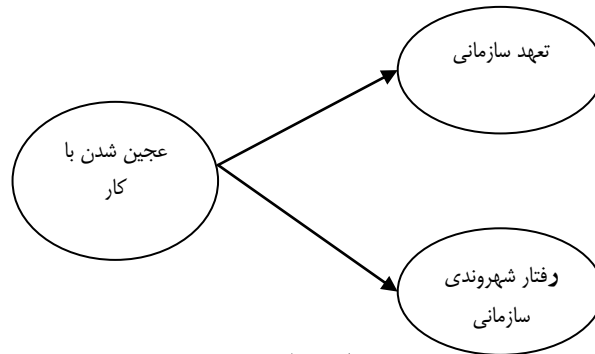 تعهد سازمانی
عجین شدن با
کار
رفتار شهروندی
سازمانی